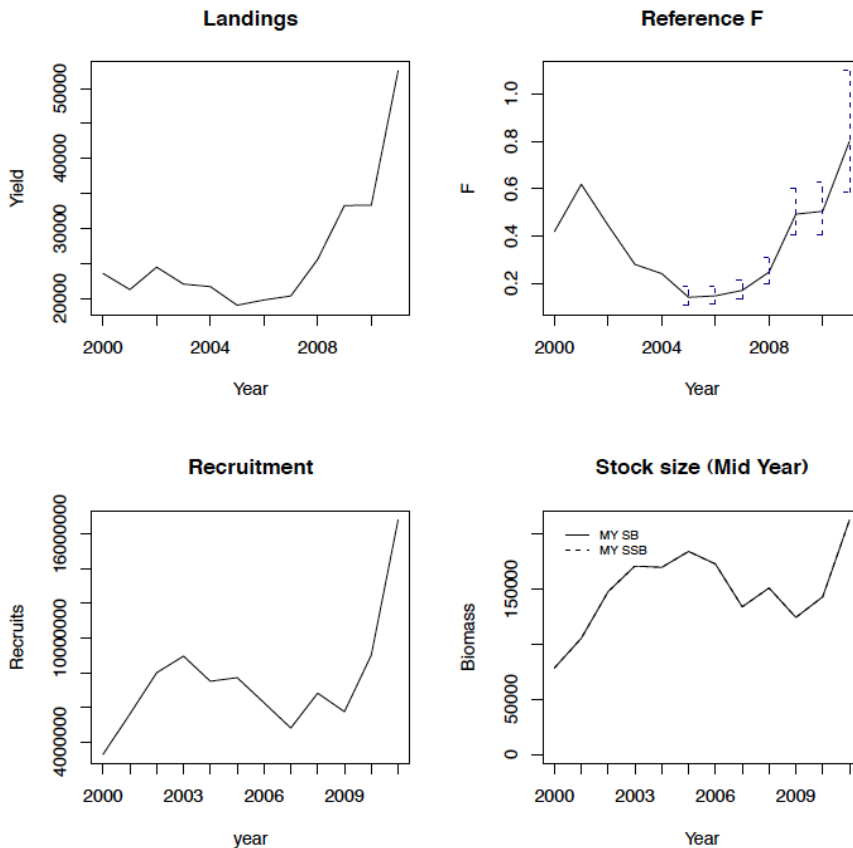 Landings
Yield
20000 30000 40000 50000
2000 2004 2008
Year
Reference F
F
0.2 0.4 0.6 0.8 1.0
2000 2004 2008
Year
Recruitment
Recruits
4000000 10000000 16000000
2000 2003 2006 2009
year
Stock size (Mid Year)
MY SB
MY SSB
Biomass
0 50000 150000
2000 2003 2006 2009
Year